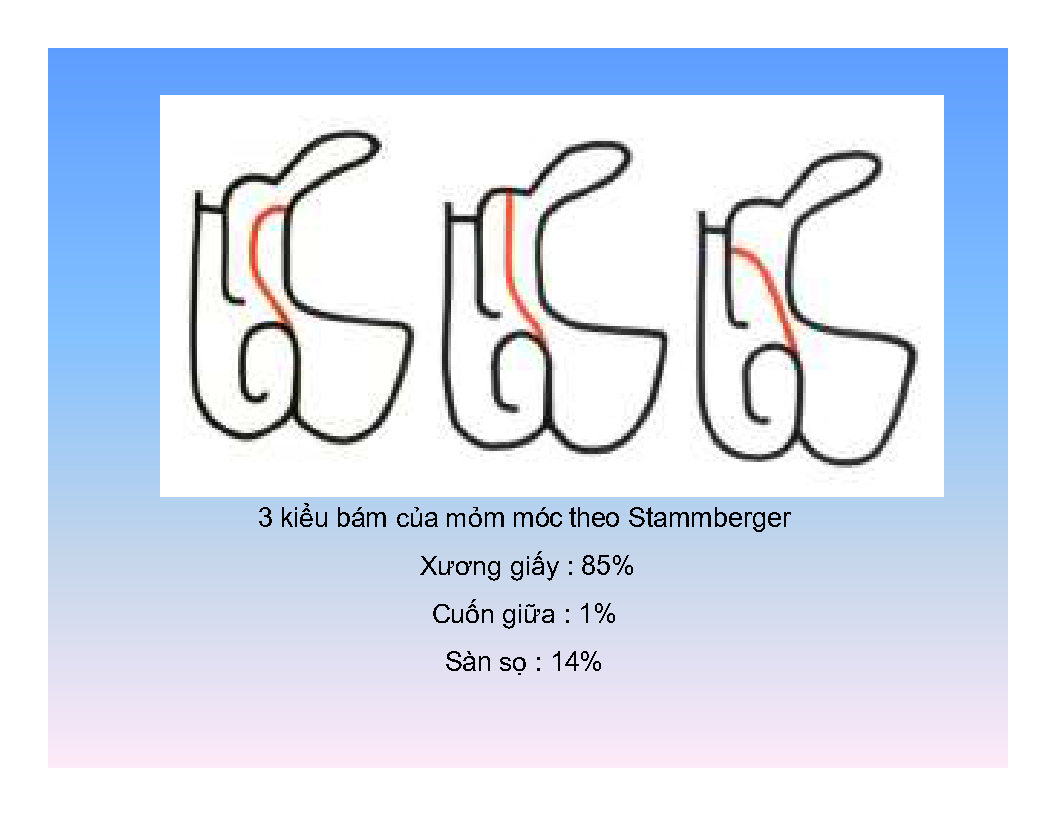 3 kiểu bám của mỏm móc theo Stammberger
Xương giấy : 85%
Cuốn giữa : 1%
Sàn sọ : 14%